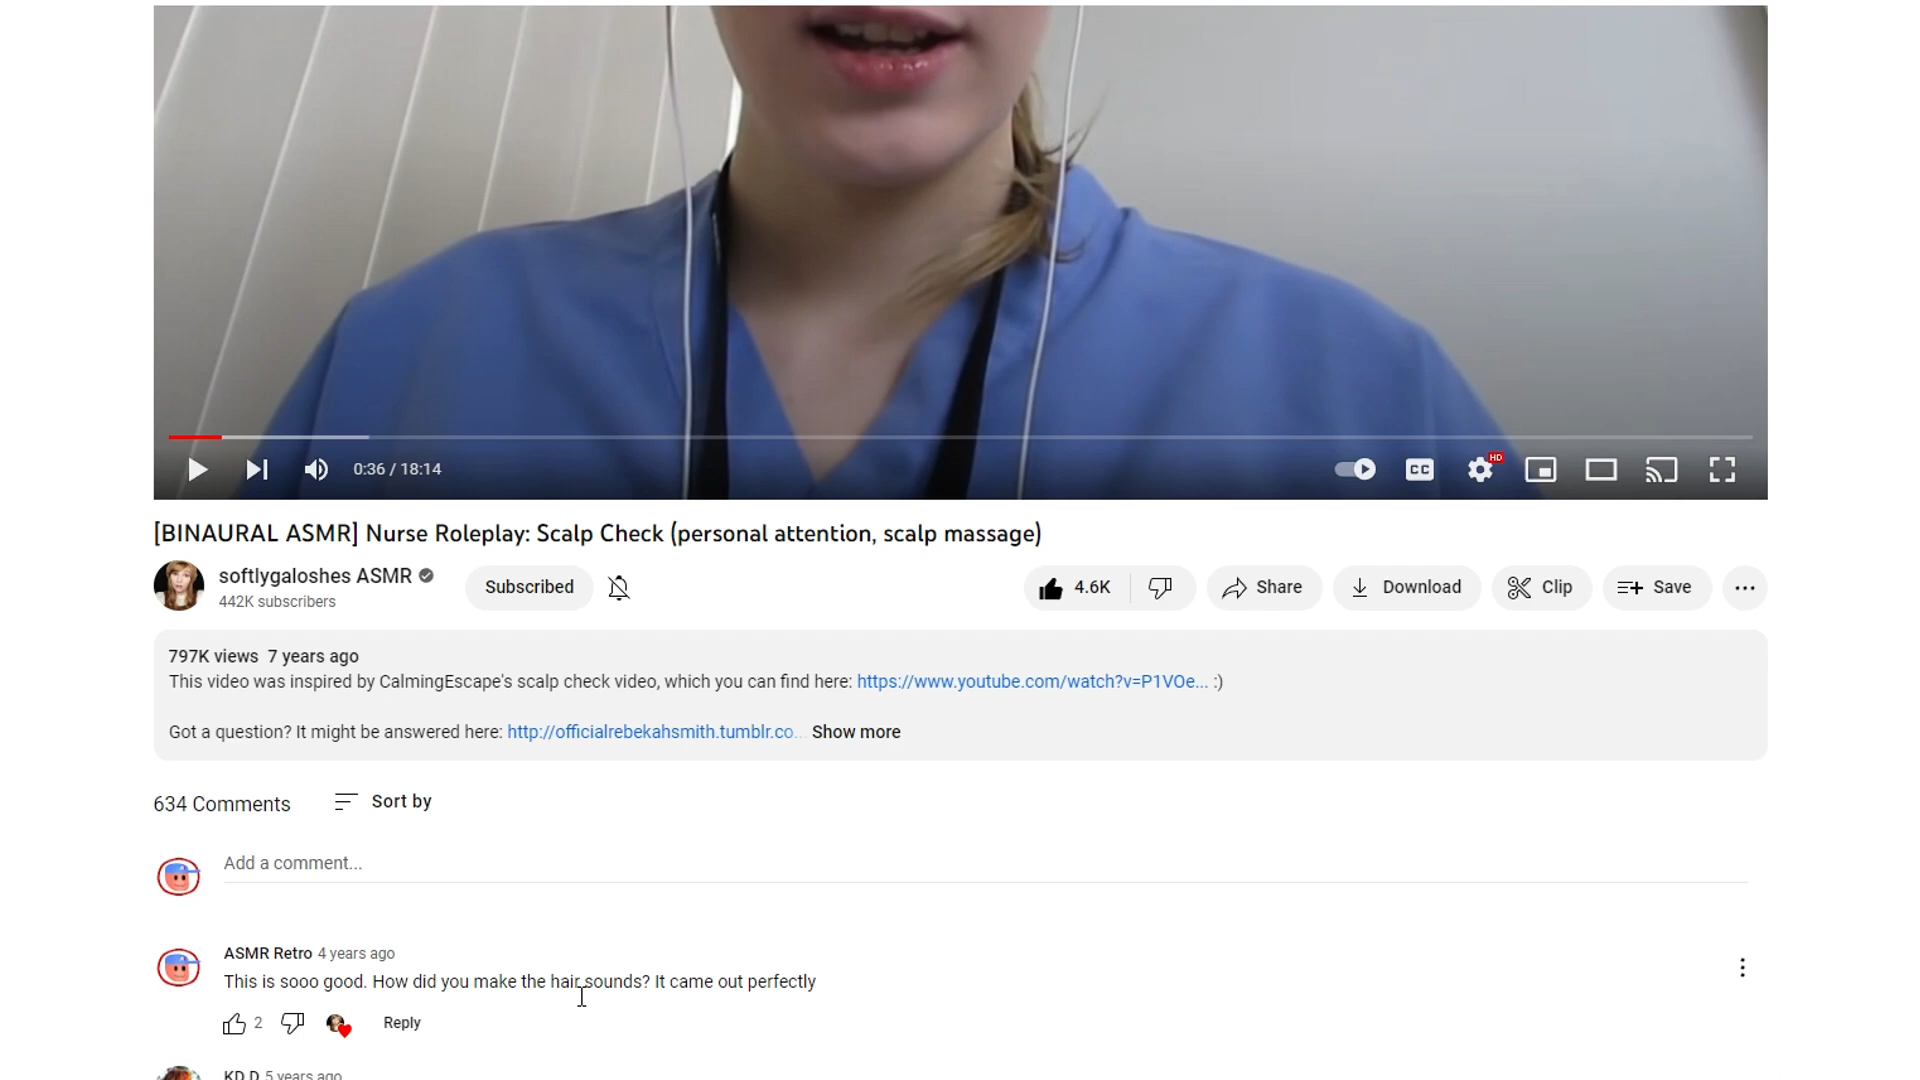 0:36 / 18:14
CC
HD
[BINAURAL ASMR] Nurse Roleplay: Scalp Check (personal attention, scalp massage)
softlygaloshes ASMR
442K subscribers
Subscribed
4.6K
Share
Download
Clip
Save
797K views 7 years ago
This video was inspired by CalmingEscape's scalp check video, which you can find here: https://www.youtube.com/watch?v=P1VOe... :)
Got a question? It might be answered here: http://officialrebekahsmith.tumblr.co... Show more
634 Comments
Sort by
Add a comment...
ASMR Retro 4 years ago
This is sooo good. How did you make the hair sounds? It came out perfectly
2
Reply
KD D 5 years ago